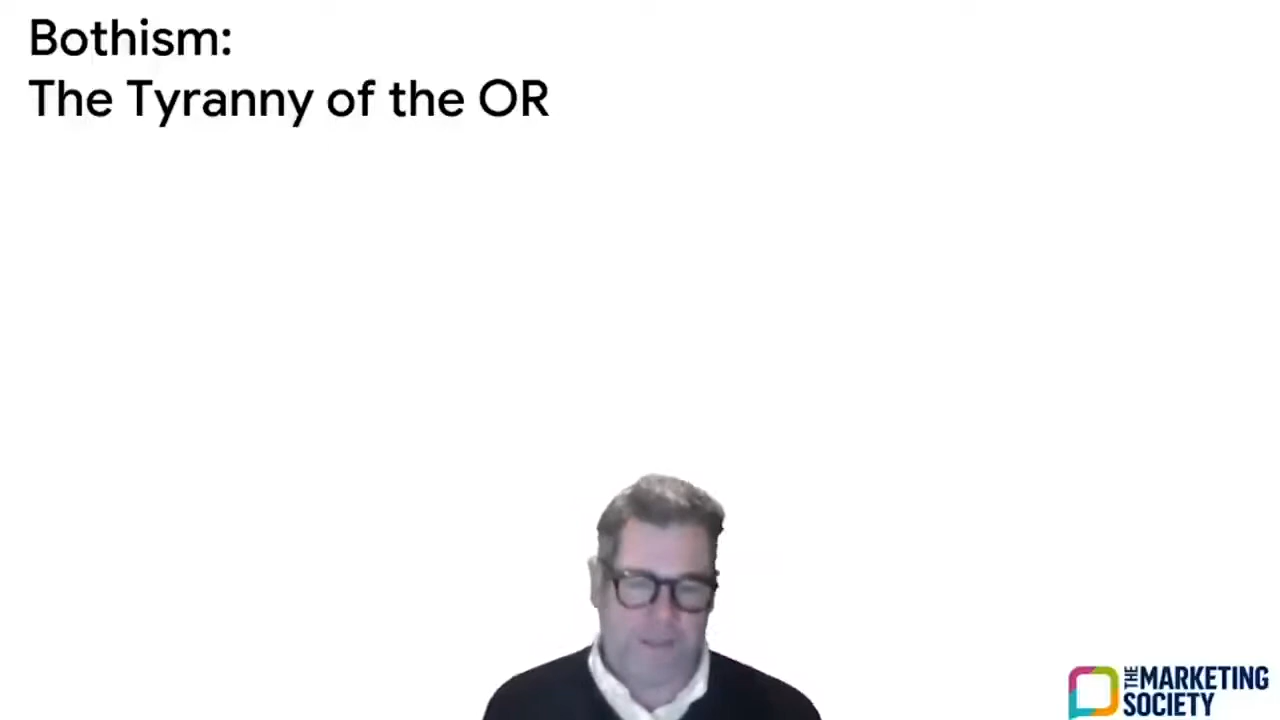 Bothism:
The Tyranny of the OR
THE MARKETING
SOCIETY